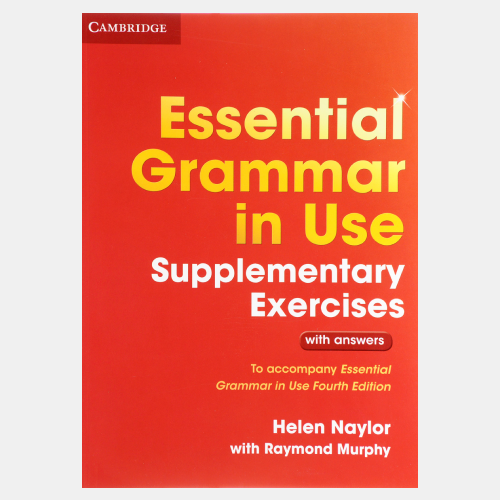 CAMBRIDGE
Essential
Grammar
in Use
Supplementary
Exercises
with answers
To accompany Essential
Grammar in Use Fourth Edition
Helen Naylor
with Raymond Murphy